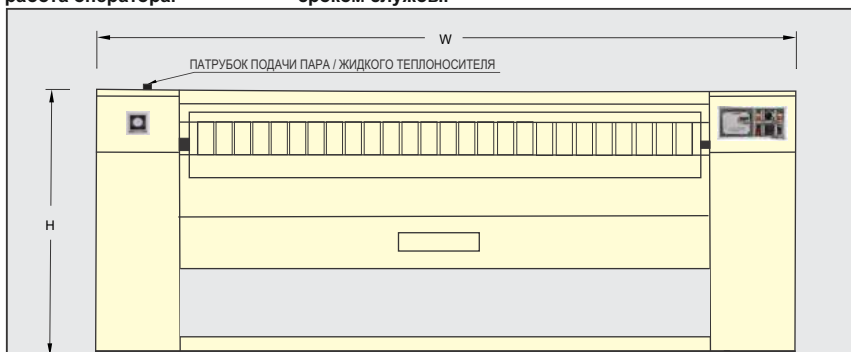 работа оператора. сроком службы.
W
ПАТРУБОК ПОДАЧИ ПАРА / ЖИДКОГО ТЕПЛОНОСИТЕЛЯ
H